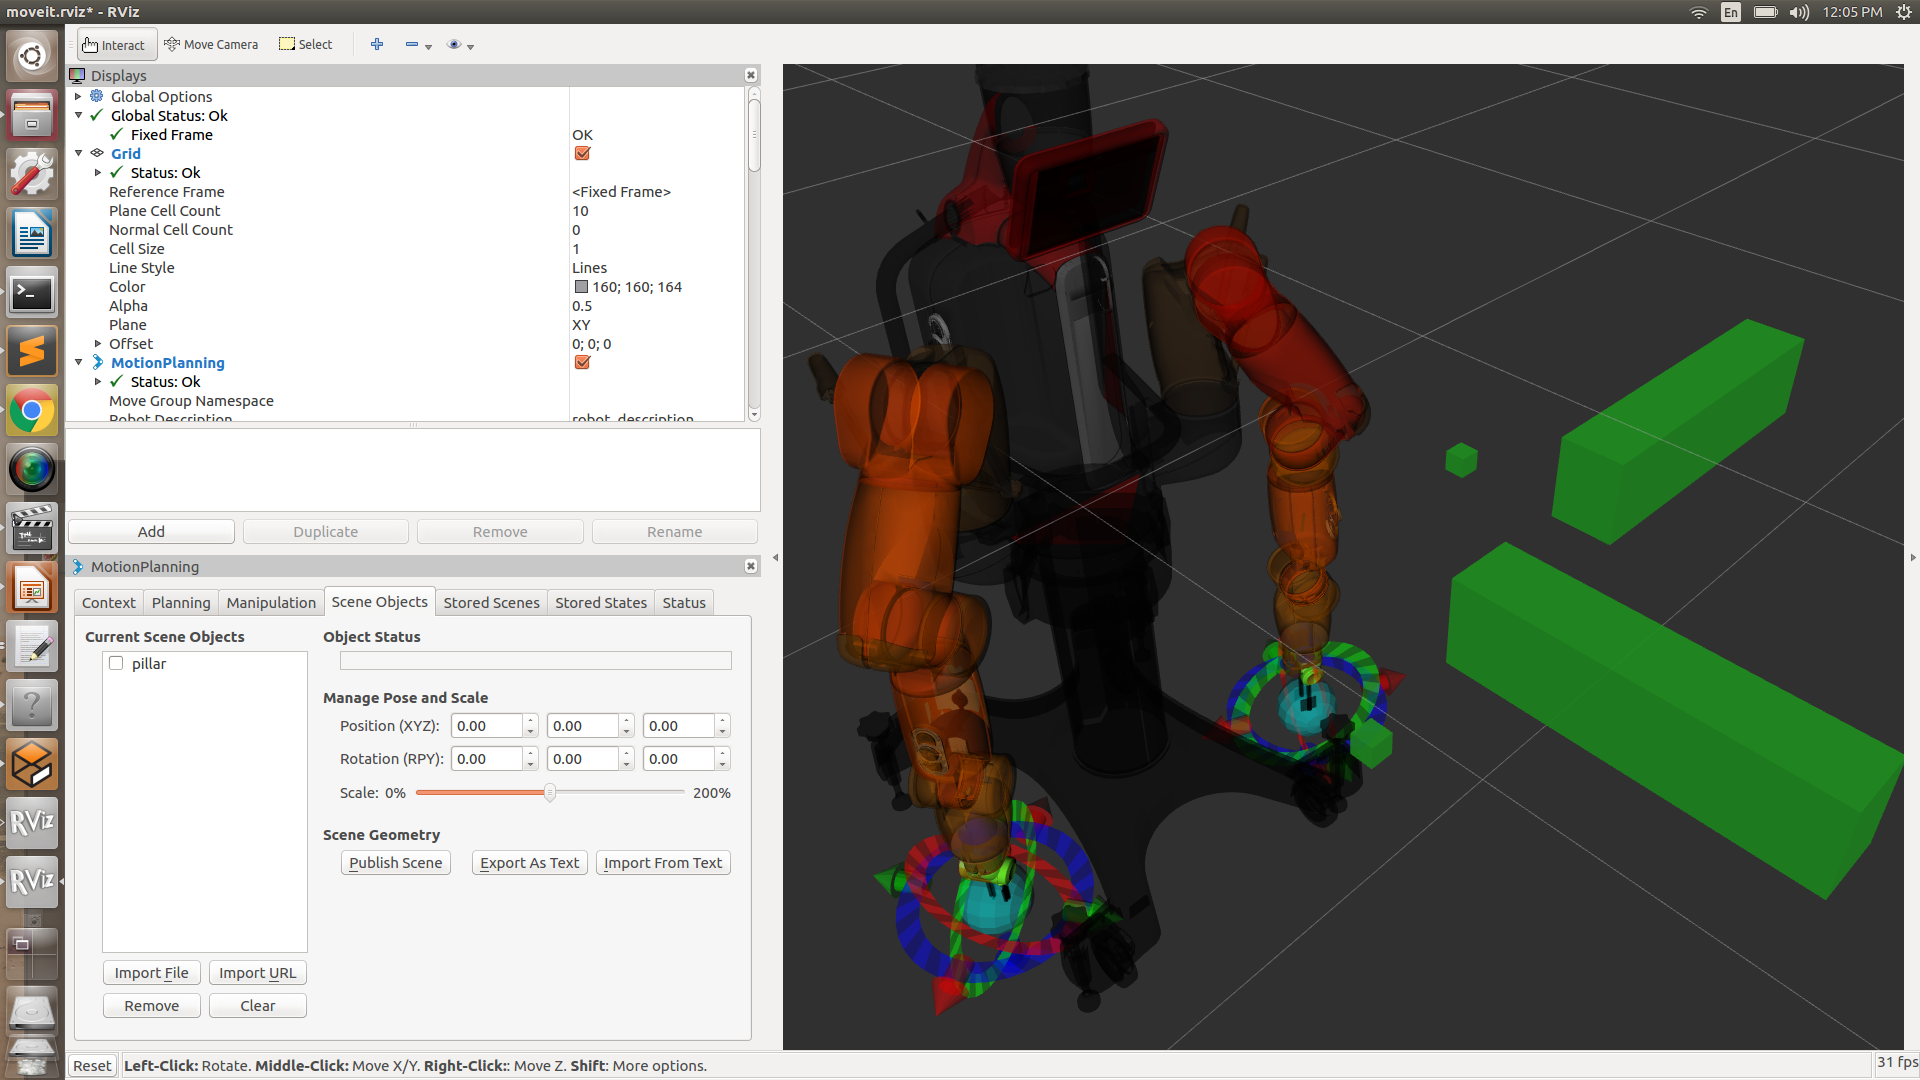 moveit.rviz* - RViz
En
12:05 PM
Interact
Move Camera
Select
Displays
Global Options
Global Status: Ok
Fixed Frame OK
Grid
Status: Ok
Reference Frame <Fixed Frame>
Plane Cell Count 10
Normal Cell Count 0
Cell Size 1
Line Style Lines
Color 160; 160; 164
Alpha 0.5
Plane XY
Offset 0; 0; 0
MotionPlanning
Status: Ok
Move Group Namespace
Robot Description robot_description
Add Duplicate Remove Rename
MotionPlanning
Context Planning Manipulation Scene Objects Stored Scenes Stored States Status
Current Scene Objects
pillar
Import File Import URL
Remove Clear
Object Status
Manage Pose and Scale
Position (XYZ): 0.00 0.00 0.00
Rotation (RPY): 0.00 0.00 0.00
Scale: 0% 200%
Scene Geometry
Publish Scene Export As Text Import From Text
RViz
RViz
Reset
Left-Click: Rotate. Middle-Click: Move X/Y. Right-Click:: Move Z. Shift: More options.
31 fps